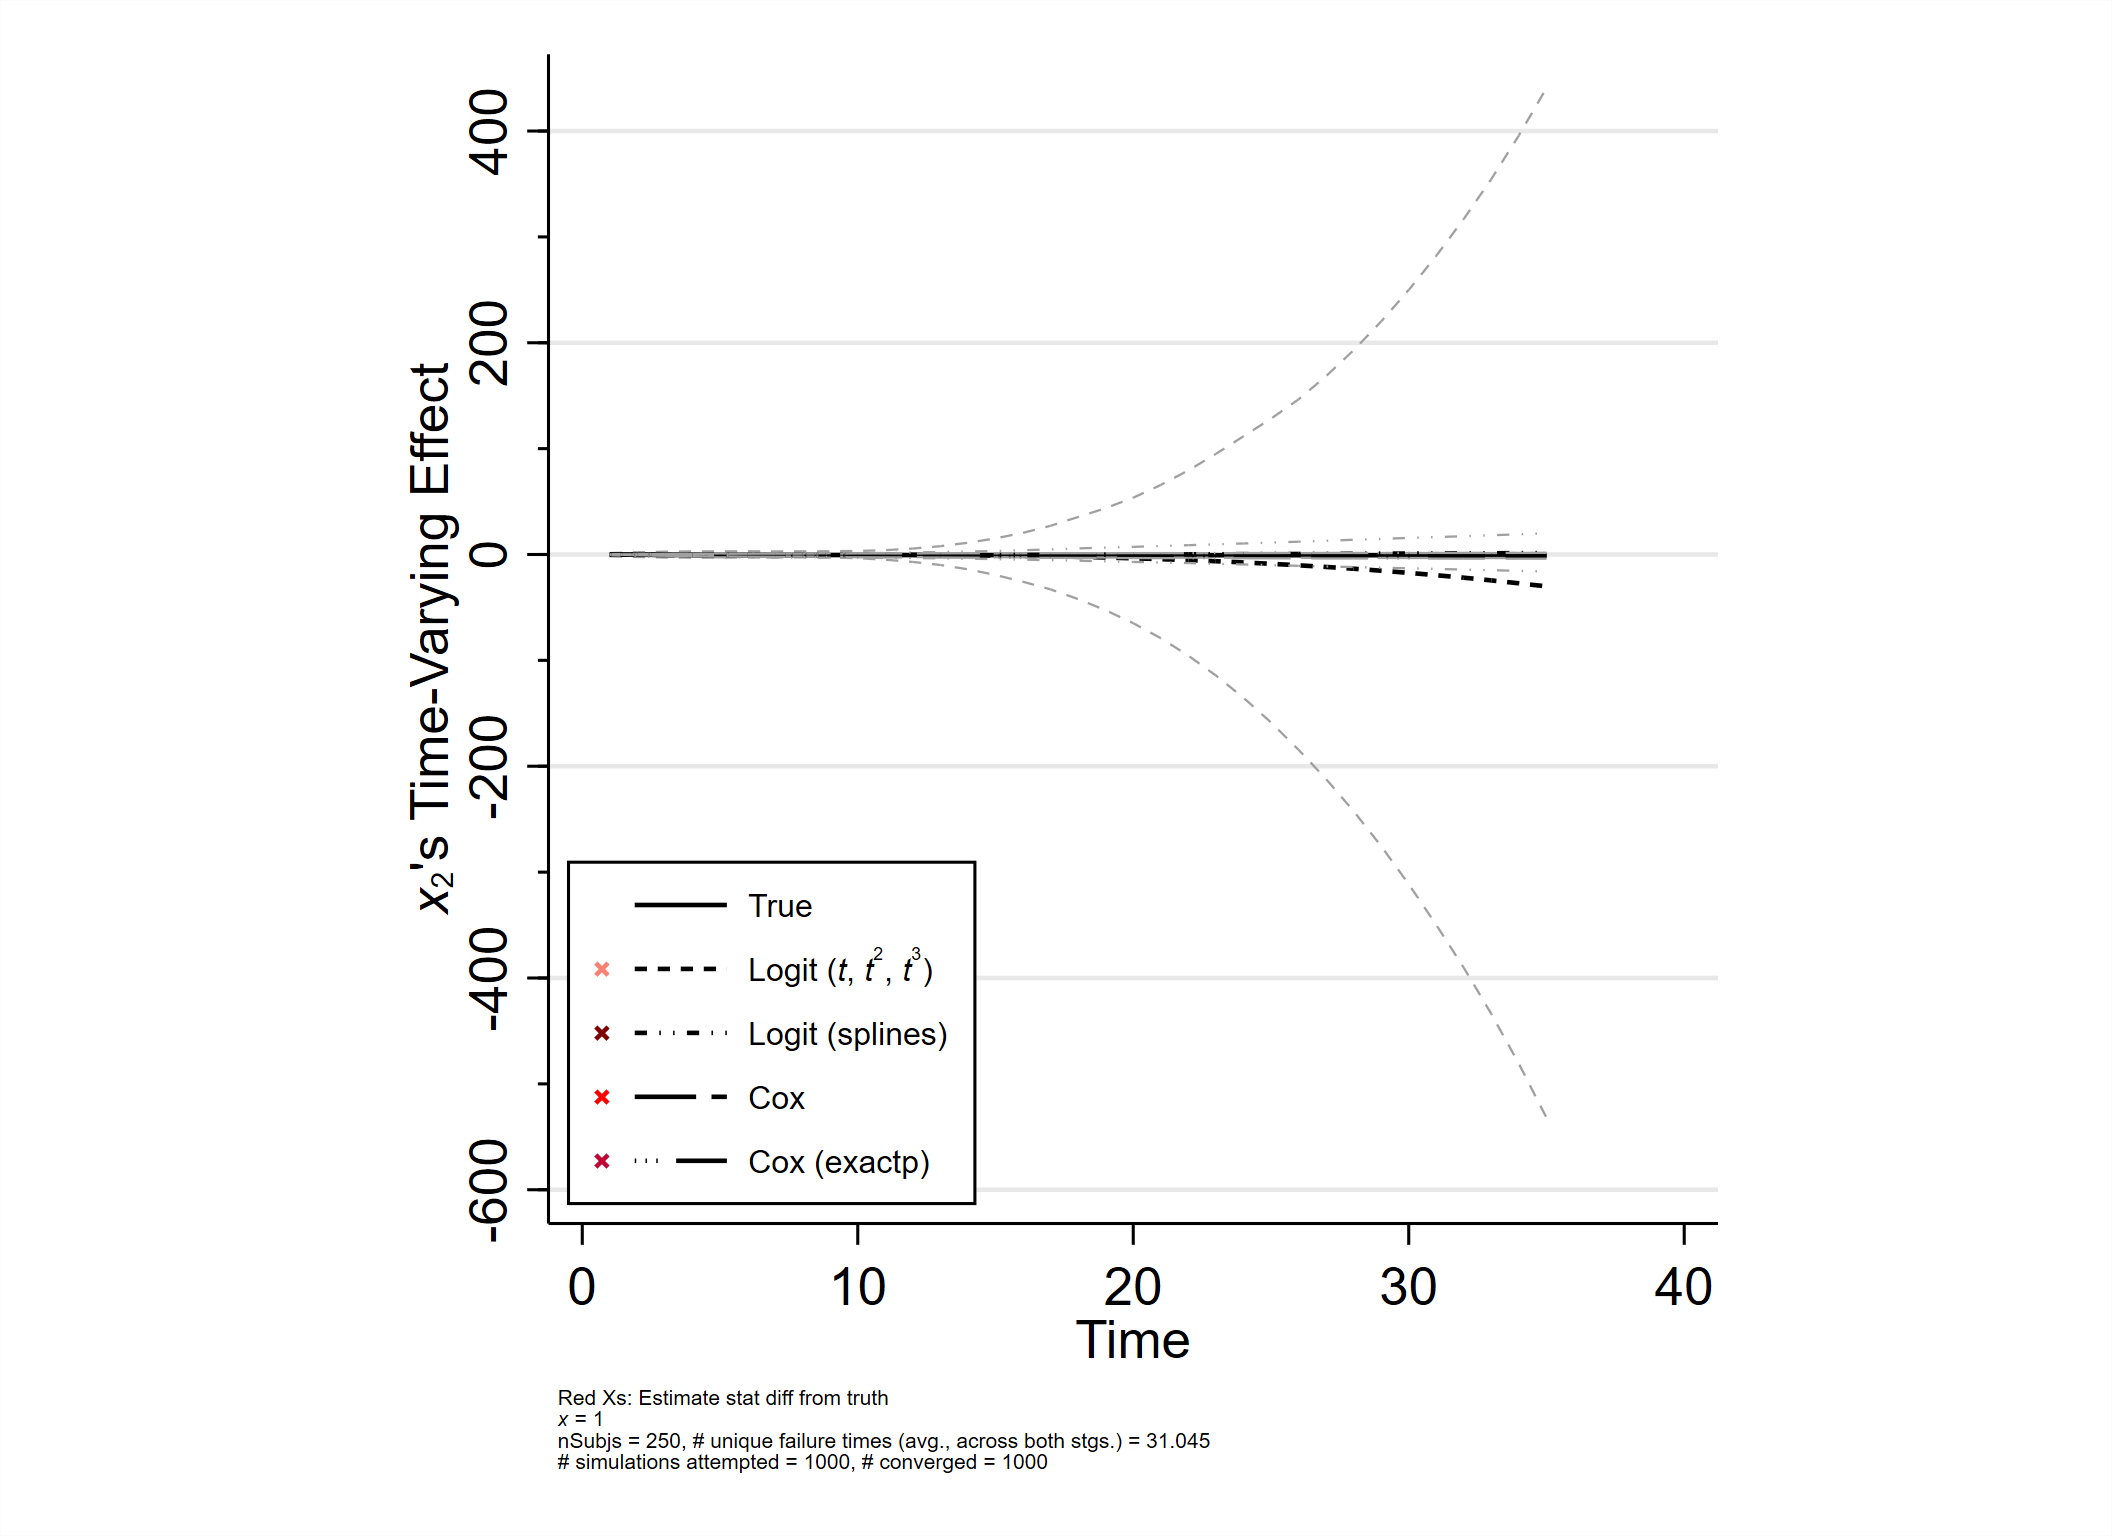 x₂'s Time-Varying Effect
400
200
0
-200
-400
-600
True
Logit (t, t², t³)
Logit (splines)
Cox
Cox (exactp)
0 10 20 30 40
Time
Red Xs: Estimate stat diff from truth
x = 1
nSubjs = 250, # unique failure times (avg., across both stgs.) = 31.045
# simulations attempted = 1000, # converged = 1000